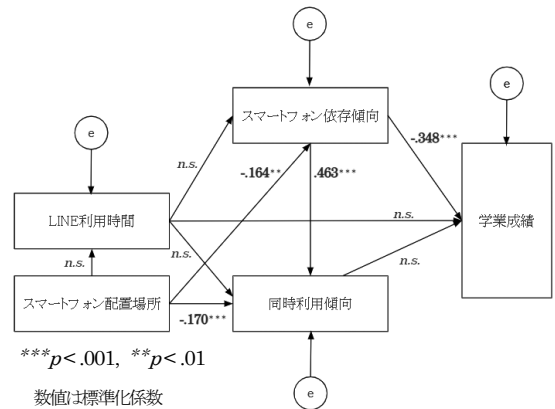 e
e
e
スマートフォン依存傾向
n.s.
-.164**
.463***
-.348***
LINE利用時間
n.s.
学業成績
n.s.
n.s.
n.s.
スマートフォン配置場所
同時利用傾向
-.170***
***p<.001, **p<.01
e
数値は標準化係数